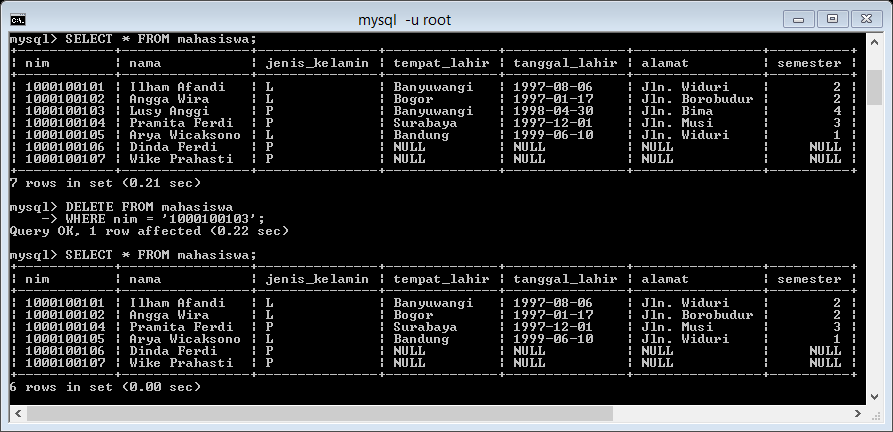 mysql  -u root
mysql> SELECT * FROM mahasiswa;
+------------+----------------+---------------+--------------+---------------+---------------+----------+
| nim        | nama           | jenis_kelamin | tempat_lahir | tanggal_lahir | alamat        | semester |
+------------+----------------+---------------+--------------+---------------+---------------+----------+
| 1000100101 | Ilham Afandi   | L             | Banyuwangi   | 1997-08-06    | Jln. Widuri   |        2 |
| 1000100102 | Angga Wira     | L             | Bogor        | 1997-01-17    | Jln. Borobudur |        2 |
| 1000100103 | Lusy Anggi     | P             | Banyuwangi   | 1998-04-30    | Jln. Bima     |        4 |
| 1000100104 | Pramita Ferdi  | P             | Surabaya     | 1997-12-01    | Jln. Musi     |        3 |
| 1000100105 | Arya Wicaksono | L             | Bandung      | 1999-06-10    | Jln. Widuri   |        1 |
| 1000100106 | Dinda Ferdi    | P             | NULL         | NULL          | NULL          |     NULL |
| 1000100107 | Wike Prahasti  | P             | NULL         | NULL          | NULL          |     NULL |
+------------+----------------+---------------+--------------+---------------+---------------+----------+
7 rows in set (0.21 sec)
mysql> DELETE FROM mahasiswa
    -> WHERE nim = '1000100103';
Query OK, 1 row affected (0.22 sec)
mysql> SELECT * FROM mahasiswa;
+------------+----------------+---------------+--------------+---------------+---------------+----------+
| nim        | nama           | jenis_kelamin | tempat_lahir | tanggal_lahir | alamat        | semester |
+------------+----------------+---------------+--------------+---------------+---------------+----------+
| 1000100101 | Ilham Afandi   | L             | Banyuwangi   | 1997-08-06    | Jln. Widuri   |        2 |
| 1000100102 | Angga Wira     | L             | Bogor        | 1997-01-17    | Jln. Borobudur |        2 |
| 1000100104 | Pramita Ferdi  | P             | Surabaya     | 1997-12-01    | Jln. Musi     |        3 |
| 1000100105 | Arya Wicaksono | L             | Bandung      | 1999-06-10    | Jln. Widuri   |        1 |
| 1000100106 | Dinda Ferdi    | P             | NULL         | NULL          | NULL          |     NULL |
| 1000100107 | Wike Prahasti  | P             | NULL         | NULL          | NULL          |     NULL |
+------------+----------------+---------------+--------------+---------------+---------------+----------+
6 rows in set (0.00 sec)